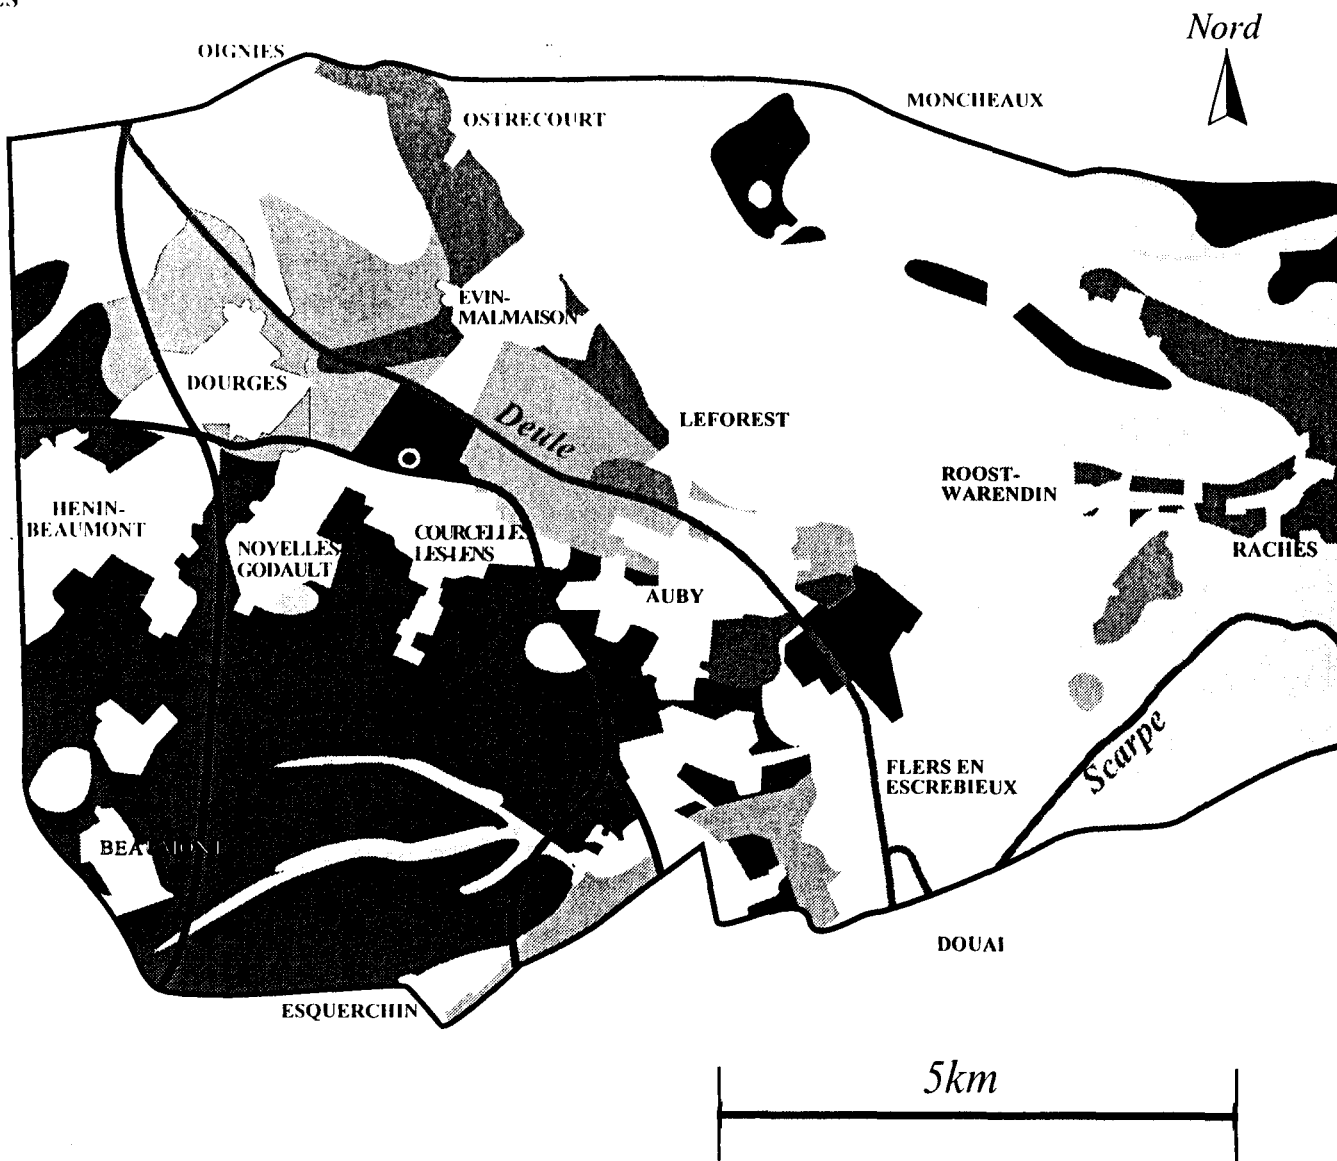 Nord
OIGNIES
MONCHEAUX
OSTRECOURT
EVIN-
MALMAISON
DOURGES
Deule
LEFOREST
ROOST-
WARENDIN
HENIN-
BEAUMONT
NOYELLES
GODAULT
COURCELLES
LES-LENS
RACHES
AUBY
Scarpe
FLERS EN
ESCREBIEUX
BEAUMONT
DOUAI
ESQUERCHIN
5km